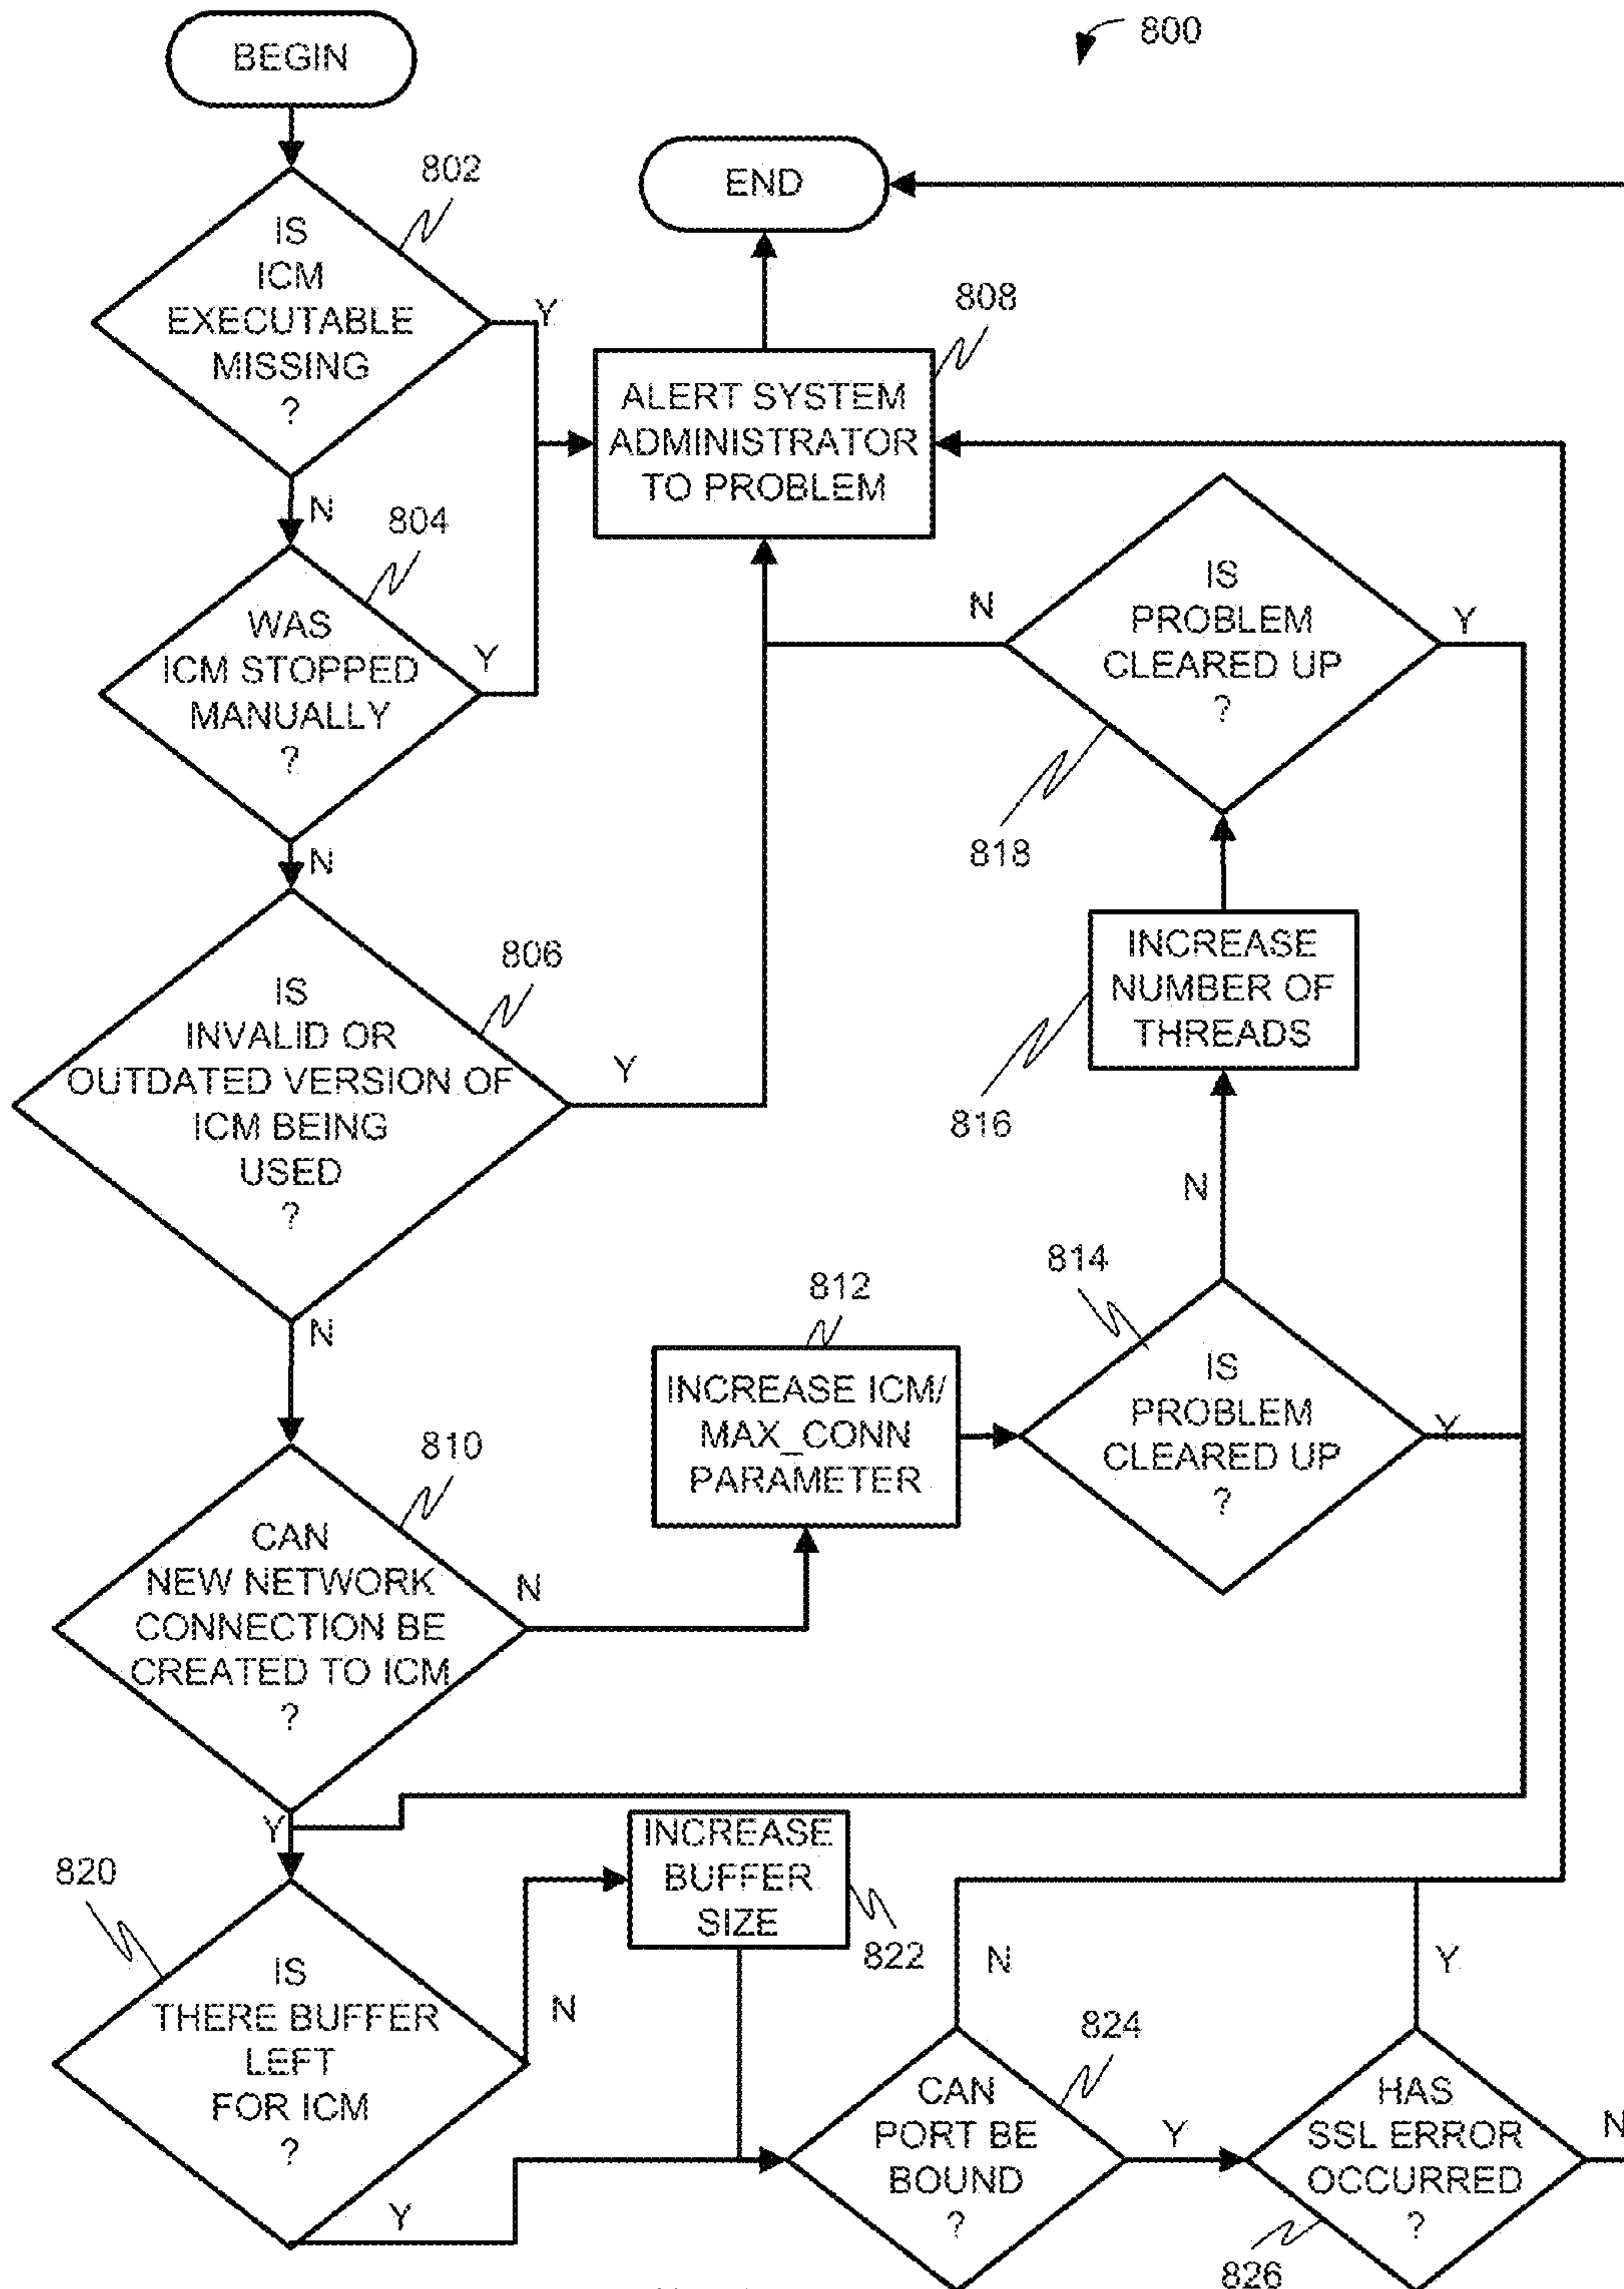 800
BEGIN
802
IS
ICM
EXECUTABLE
MISSING
?
Y
N
END
808
ALERT SYSTEM
ADMINISTRATOR
TO PROBLEM
804
WAS
ICM STOPPED
MANUALLY
?
Y
N
IS
PROBLEM
CLEARED UP
?
N
Y
818
806
IS
INVALID OR
OUTDATED VERSION OF
ICM BEING
USED
?
Y
N
INCREASE
NUMBER OF
THREADS
816
N
814
IS
PROBLEM
CLEARED UP
?
Y
812
INCREASE ICM/
MAX_CONN
PARAMETER
810
CAN
NEW NETWORK
CONNECTION BE
CREATED TO ICM
?
N
Y
820
IS
THERE BUFFER
LEFT
FOR ICM
?
N
Y
INCREASE
BUFFER
SIZE
822
N
824
CAN
PORT BE
BOUND
?
Y
Y
HAS
SSL ERROR
OCCURRED
?
N
826